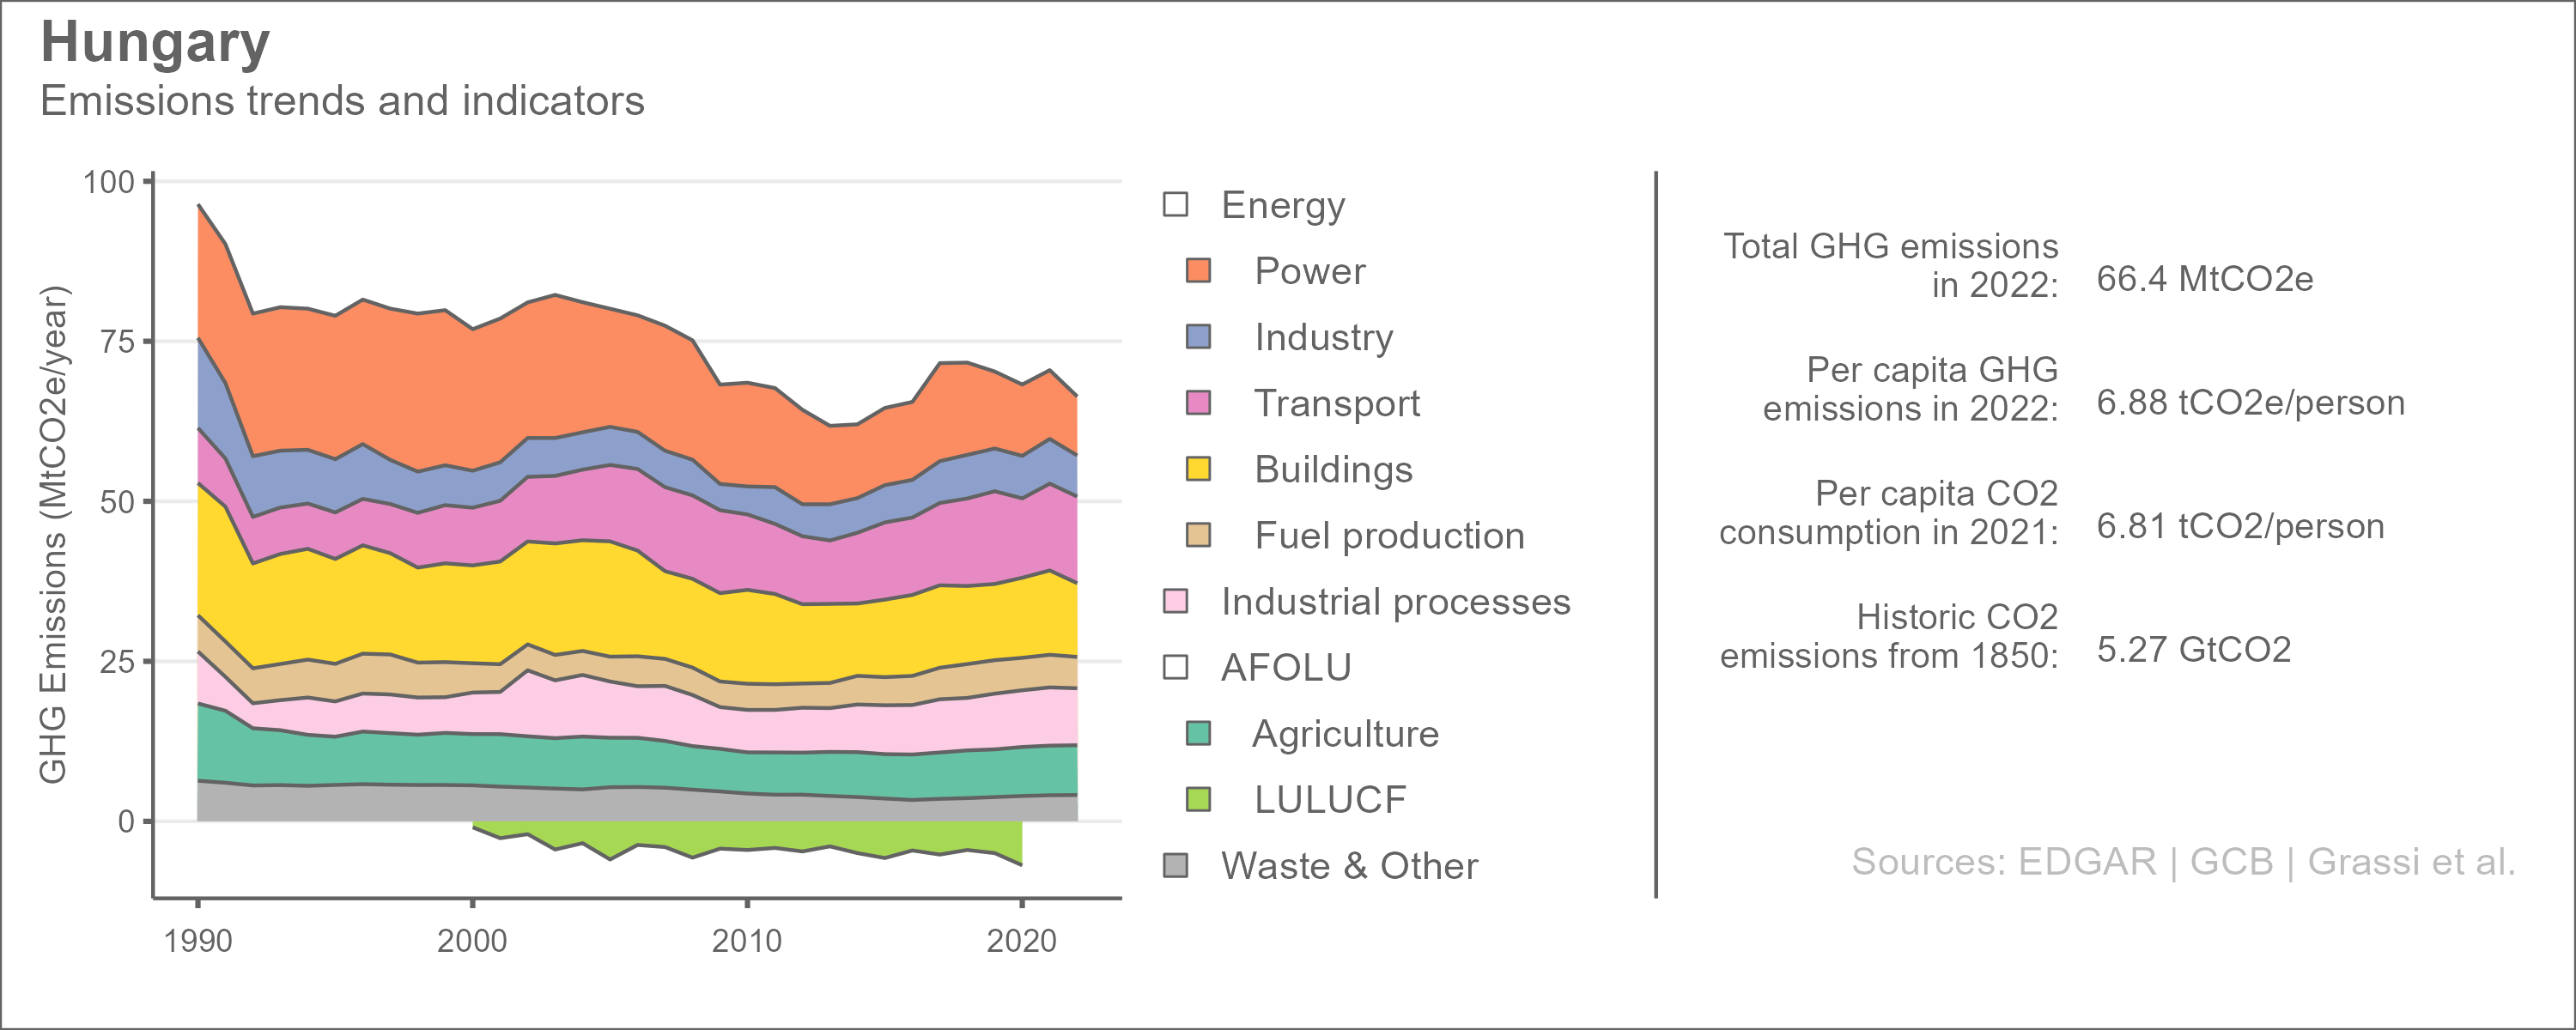 Hungary
Emissions trends and indicators
GHG Emissions (MtCO2e/year)
100
75
50
25
0
1990
2000
2010
2020
Energy
Power
Industry
Transport
Buildings
Fuel production
Industrial processes
AFOLU
Agriculture
LULUCF
Waste & Other
Total GHG emissions
in 2022:
66.4 MtCO2e
Per capita GHG
emissions in 2022:
6.88 tCO2e/person
Per capita CO2
consumption in 2021:
6.81 tCO2/person
Historic CO2
emissions from 1850:
5.27 GtCO2
Sources: EDGAR | GCB | Grassi et al.